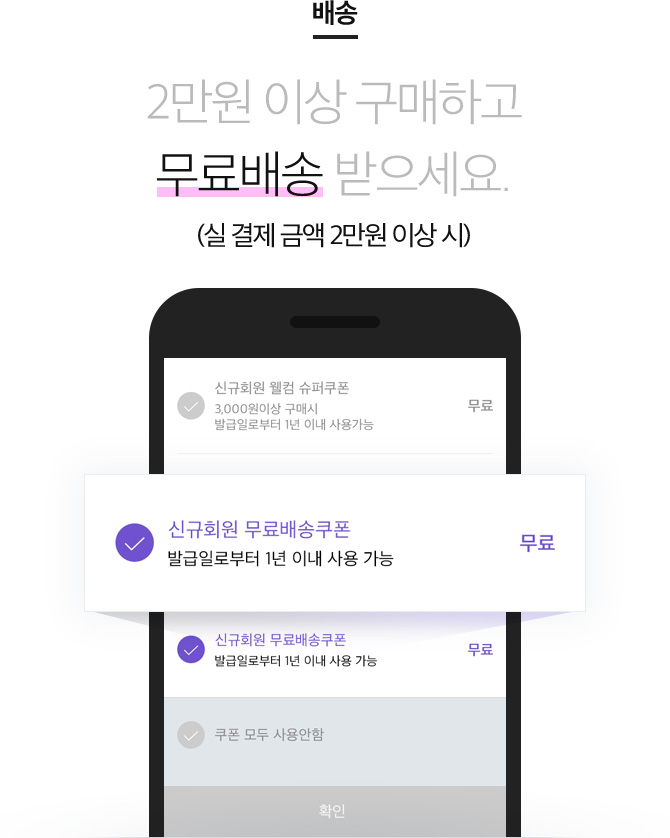 배송
2만원 이상 구매하고
무료배송 받으세요.
(실 결제 금액 2만원 이상 시)
신규회원 웰컴 슈퍼쿠폰
3,000원이상 구매시
발급일로부터 1년 이내 사용가능
무료
신규회원 무료배송쿠폰
발급일로부터 1년 이내 사용 가능
무료
신규회원 무료배송쿠폰
발급일로부터 1년 이내 사용 가능
무료
쿠폰 모두 사용안함
확인